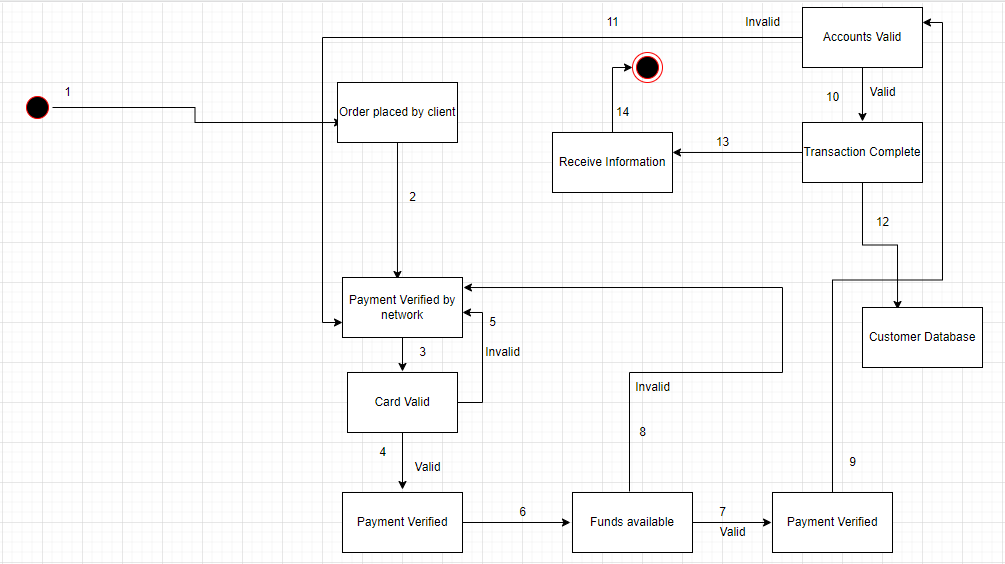 11
Invalid
Accounts Valid
1
Order placed by client
10
Valid
14
Receive Information
13
Transaction Complete
2
12
Payment Verified by
network
5
Customer Database
3
Invalid
Card Valid
Invalid
4
Valid
8
9
Payment Verified
6
Funds available
7
Valid
Payment Verified